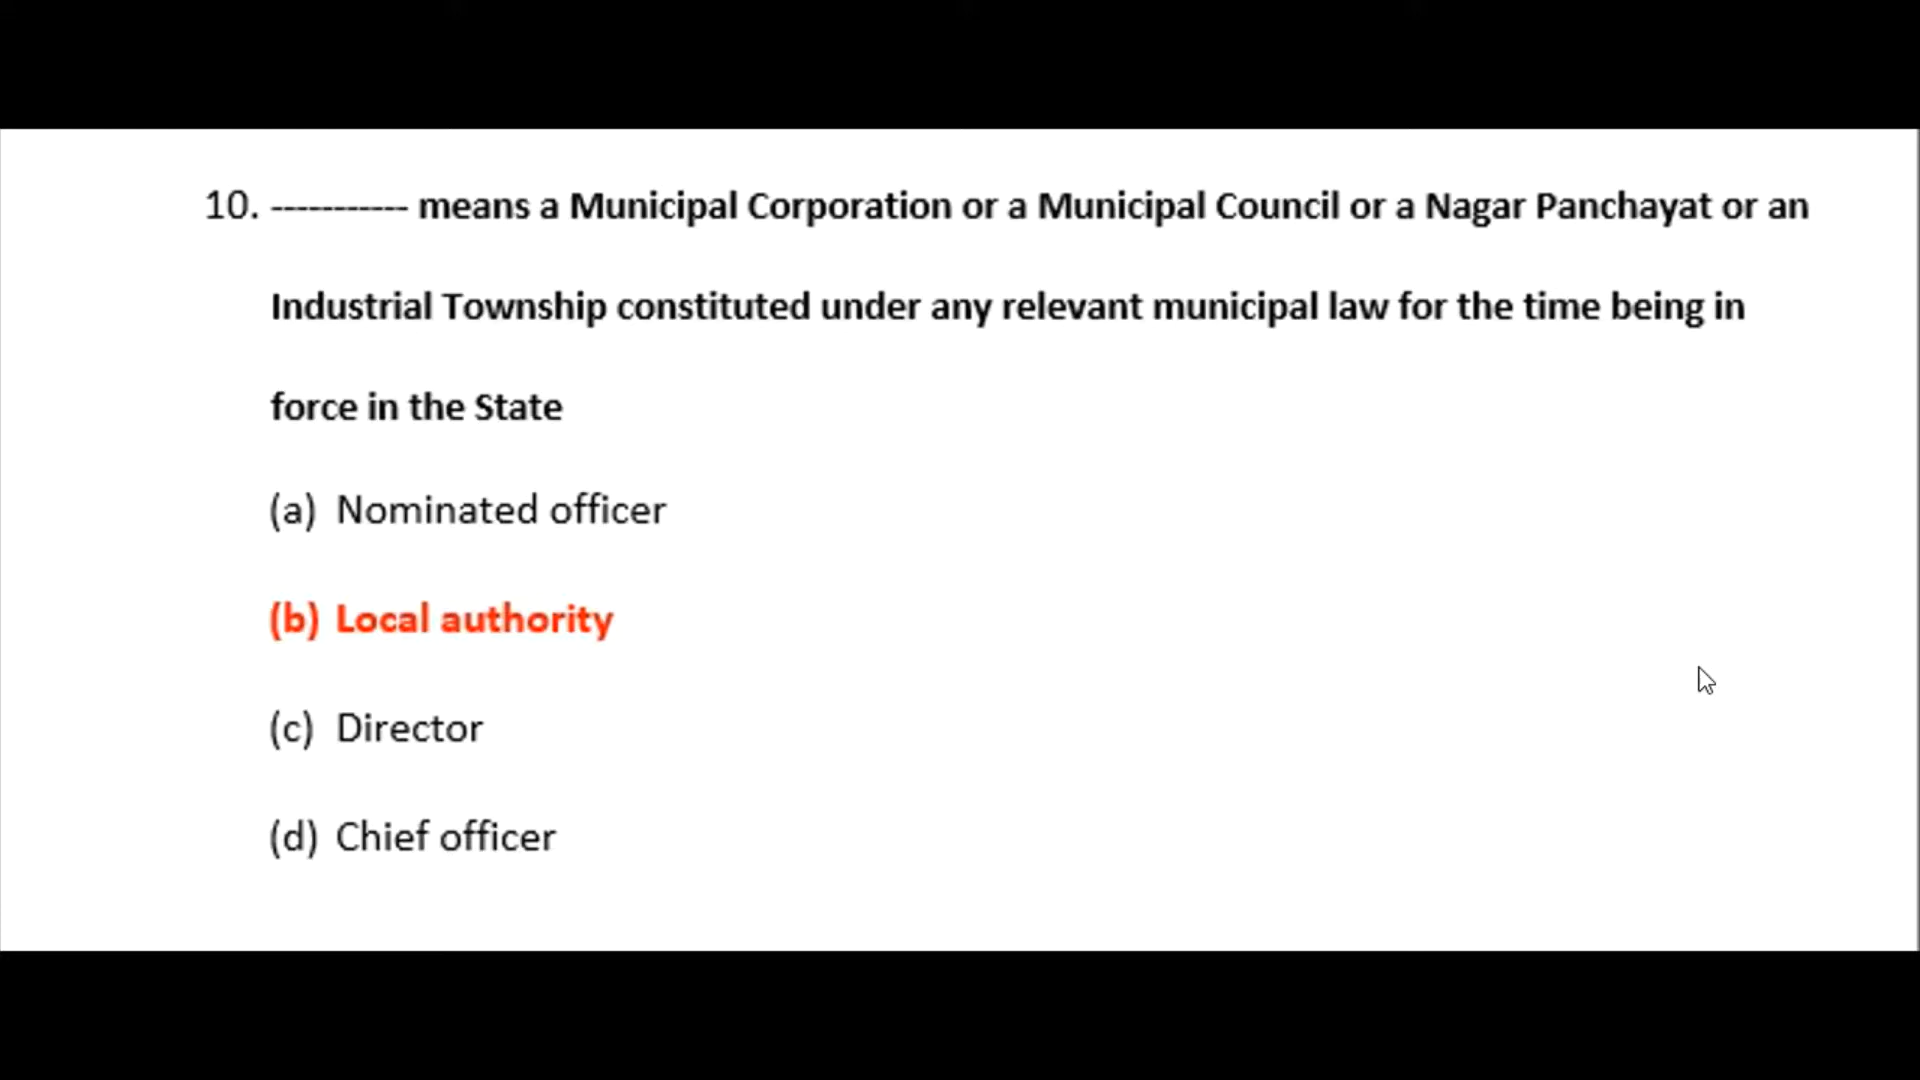 10. ----------- means a Municipal Corporation or a Municipal Council or a Nagar Panchayat or an
Industrial Township constituted under any relevant municipal law for the time being in
force in the State
(a) Nominated officer
(b) Local authority
(c) Director
(d) Chief officer